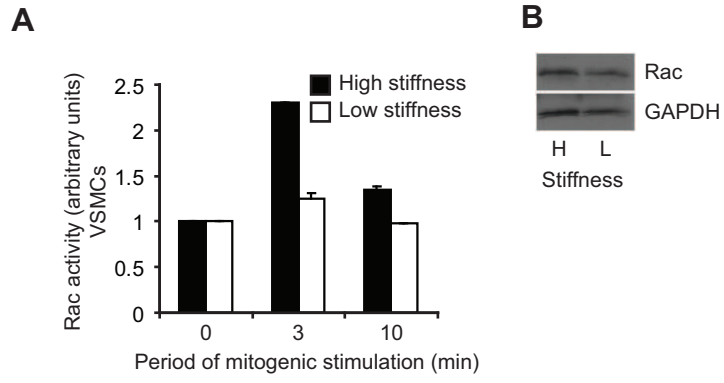 A
Rac activity (arbitrary units)
VSMCs
2.5
2
1.5
1
0.5
0
High stiffness
Low stiffness
0 3 10
Period of mitogenic stimulation (min)
B
Rac
GAPDH
H L
Stiffness